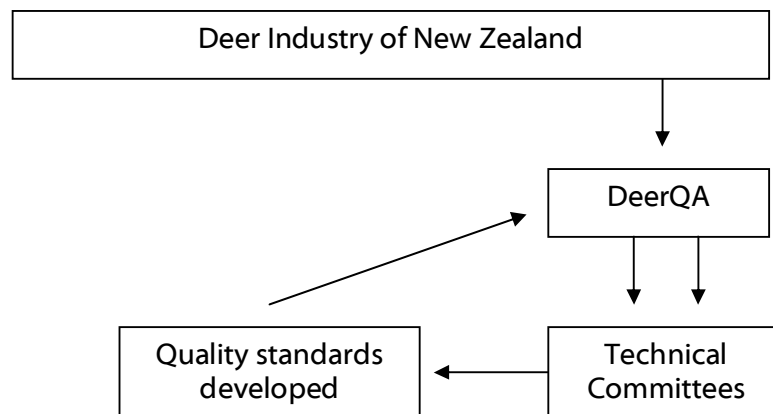 Deer Industry of New Zealand
DeerQA
Quality standards
developed
Technical
Committees